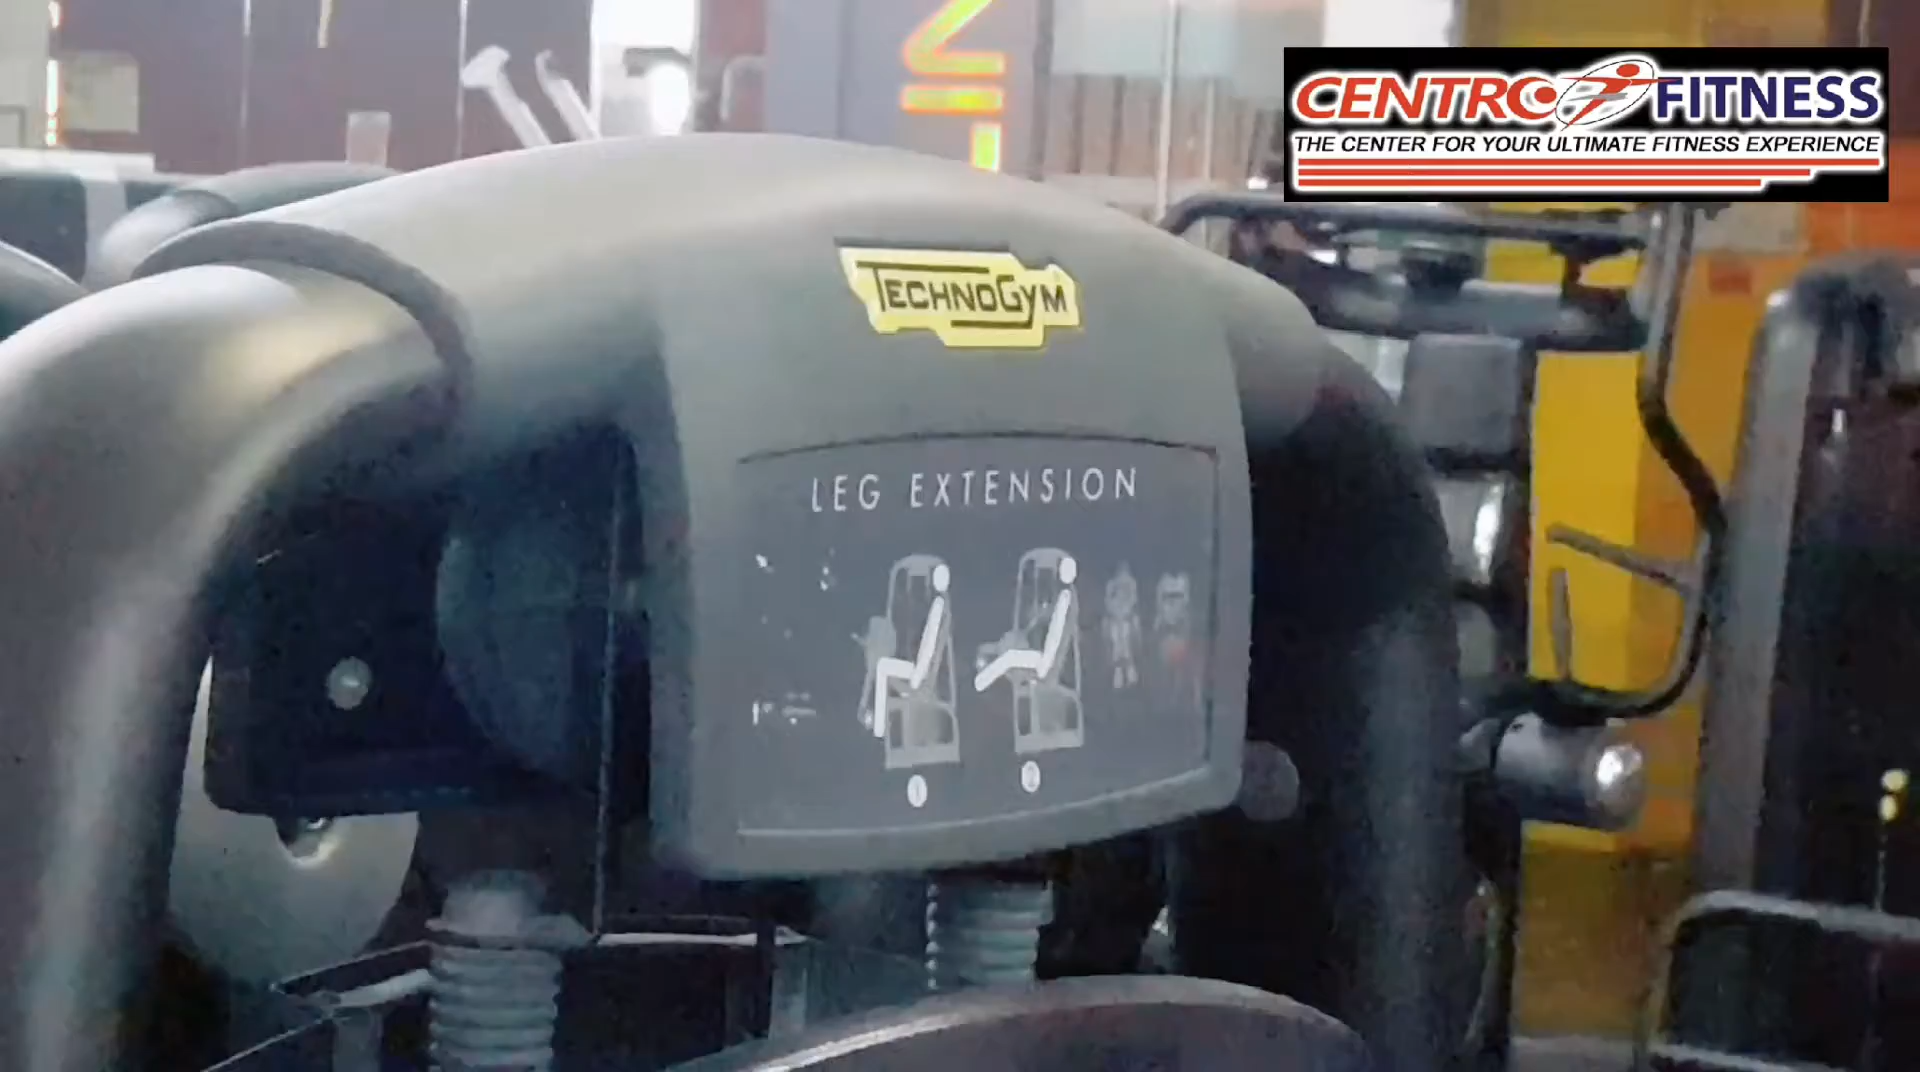 CENTRO FITNESS
THE CENTER FOR YOUR ULTIMATE FITNESS EXPERIENCE
TECHNOGYM
LEG EXTENSION
1 2